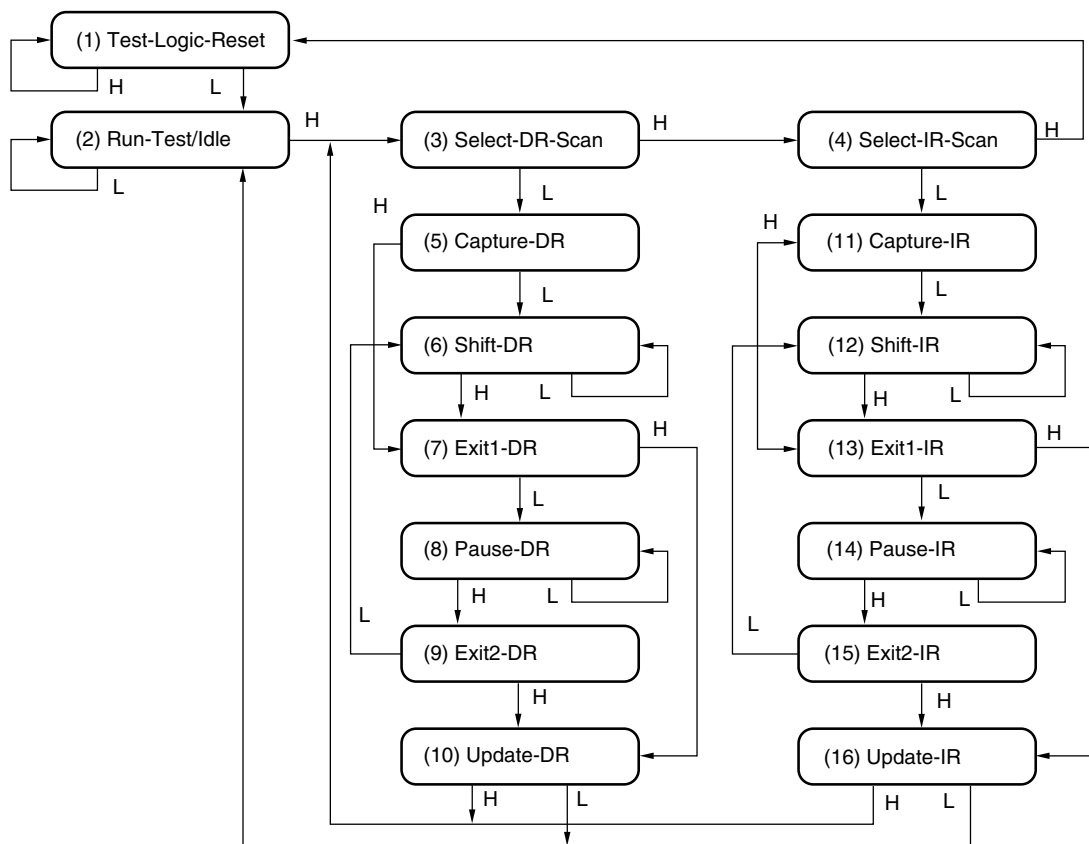 (1) Test-Logic-Reset
H
L
(2) Run-Test/Idle
H
L
(3) Select-DR-Scan
H
L
(4) Select-IR-Scan
H
L
H
(5) Capture-DR
L
(6) Shift-DR
H
L
(7) Exit1-DR
H
L
(8) Pause-DR
H
L
L
(9) Exit2-DR
H
(10) Update-DR
H
L
H
(11) Capture-IR
L
(12) Shift-IR
H
L
(13) Exit1-IR
H
L
(14) Pause-IR
H
L
L
(15) Exit2-IR
H
(16) Update-IR
H
L